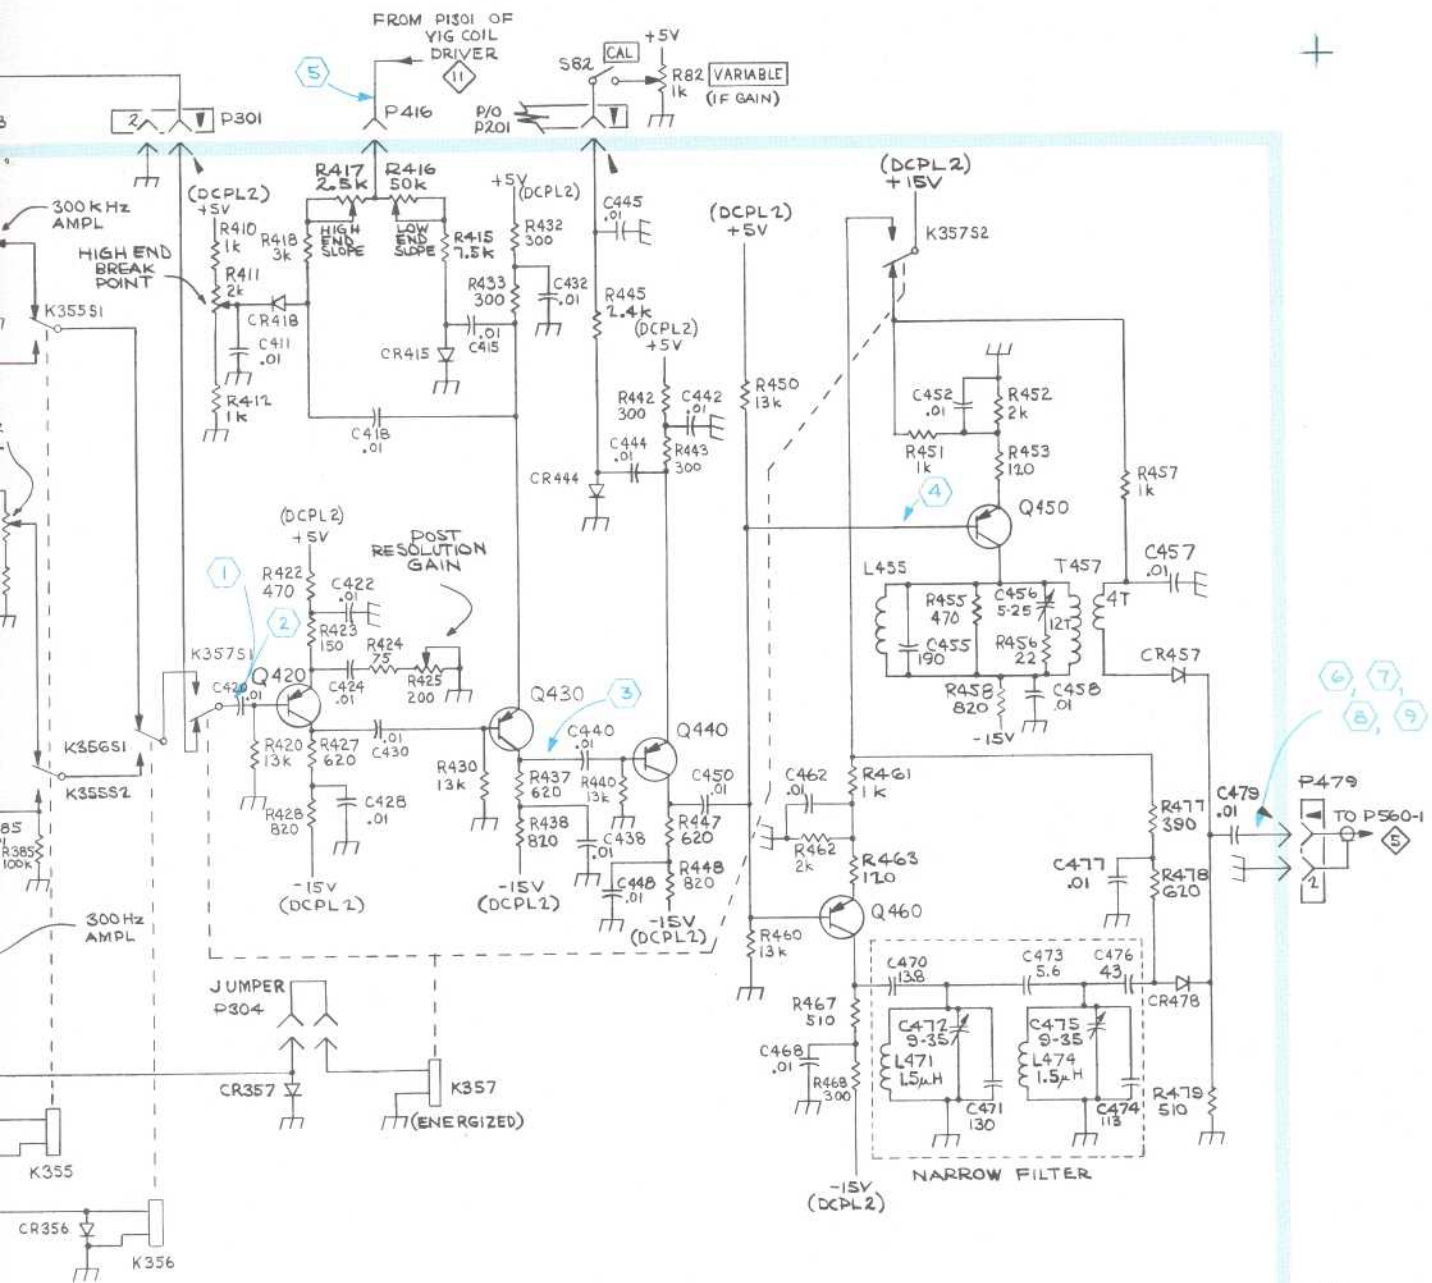 FROM P1301 OF
YIG COIL
DRIVER
11
5
P416
P301
2
S82
CAL
+5V
R82
1k
VARIABLE
(IF GAIN)
P/O
P201
300KHz
AMPL
(DCPL2)
+5V
R410
1k
HIGH END
BREAK
POINT
R411
2k
R418
3k
R417
2.5k
R416
50k
HIGH
END
SLOPE
LOW
END
SLOPE
R415
7.5k
+5V
(DCPL2)
R432
300
R433
300
C432
.01
C445
.01
R445
2.4k
(DCPL2)
+5V
(DCPL2)
+5V
(DCPL2)
+15V
K357S2
K355S1
CR418
C411
.01
R412
1k
CR415
.01
C415
C418
.01
R442
300
C442
.01
C444
.01
R443
300
CR444
R450
13k
C452
.01
R452
2k
R451
1k
R453
120
R457
1k
4
Q450
(DCPL2)
+5V
POST
RESOLUTION
GAIN
1
2
R422
470
C422
.01
R423
150
R424
75
R425
200
C424
.01
K357S1
C420
.01
Q420
Q430
3
C440
.01
Q440
L455
T457
C457
.01
R455
470
C456
5-25
12T
4T
C455
190
R456
22
R458
820
C458
.01
-15V
CR457
6, 7,
8, 9
K356S1
K355S2
R420
13k
R427
620
.01
C430
R428
820
C428
.01
-15V
(DCPL2)
R430
13k
R437
620
R438
820
R440
13k
C438
.01
-15V
(DCPL2)
C450
.01
R447
620
R448
820
C448
.01
-15V
(DCPL2)
C462
.01
R461
1k
R462
2k
R463
120
Q460
R460
13k
R477
390
C477
.01
R478
620
C479
.01
P479
TO P560-1
5
2
R385
100k
300Hz
AMPL
JUMPER
P304
CR357
K357
(ENERGIZED)
R467
510
C468
.01
R468
300
-15V
(DCPL2)
C470
13.8
C473
5.6
C476
43
CR478
C472
9-35
L471
1.5µH
C471
130
C475
9-35
L474
1.5µH
C474
113
R479
510
NARROW FILTER
K355
CR356
K356